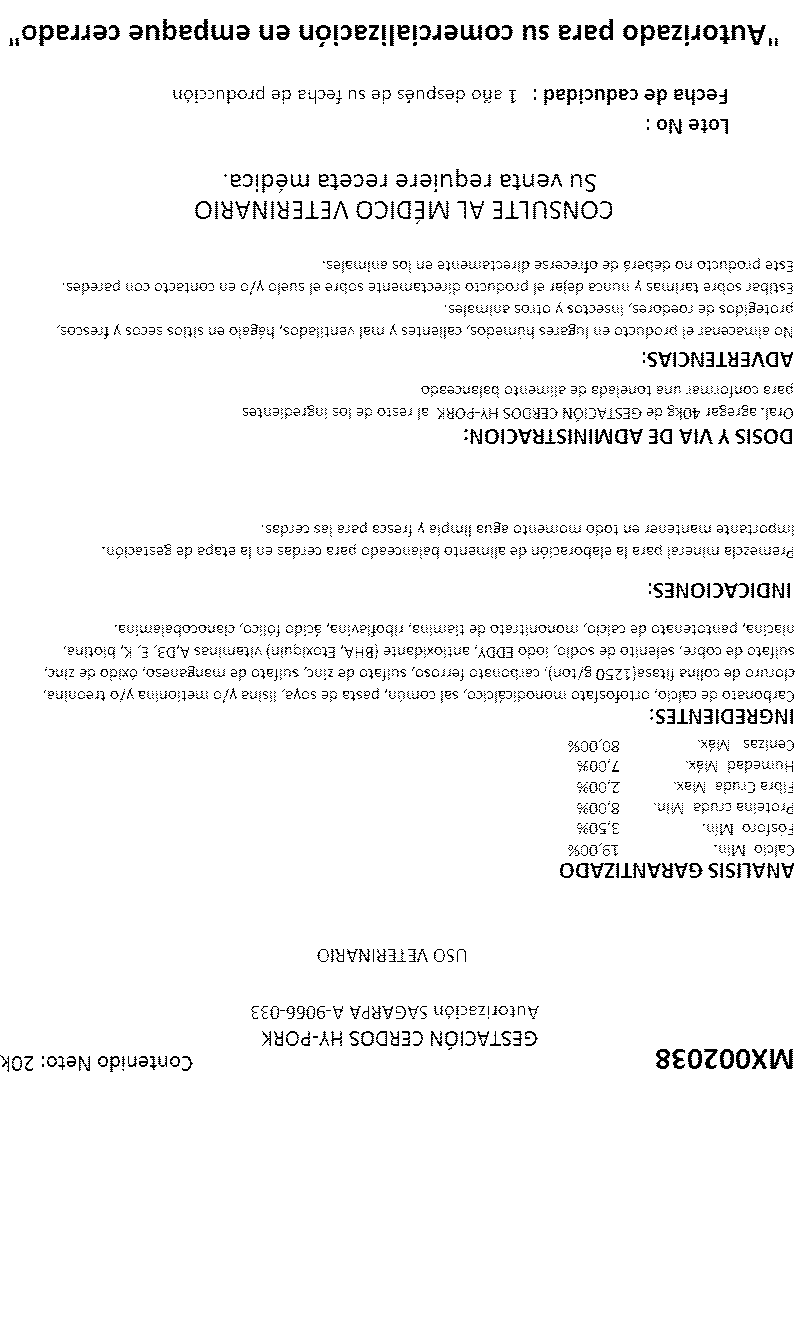 MX002038
Contenido Neto: 20k
GESTACIÓN CERDOS HY-PORK
Autorización SAGARPA A-9066-033
USO VETERINARIO
ANALISIS GARANTIZADO
Calcio Mín. 19,00%
Fósforo Mín. 3,50%
Proteina cruda Min. 8,00%
Fibra Cruda Max. 2,00%
Humedad Máx. 7,00%
Cenizas Máx. 80,00%
INGREDIENTES:
Carbonato de calcio, ortofosfato monodicálcico, sal común, pasta de soya, lisina y/o metionina y/o treonina,
cloruro de colina fitasa(1250 g/ton), carbonato ferroso, sulfato de zinc, sulfato de manganeso, óxido de zinc,
sulfato de cobre, selenito de sodio, iodo EDDY, antioxidante (BHA, Etoxiquin) vitaminas A,D3, E, K, biotina,
niacina, pantotenato de calcio, mononitrato de tiamina, riboflavina, ácido fólico, cianocobalamina.
INDICACIONES:
Premezcla mineral para la elaboración de alimento balanceado para cerdas en la etapa de gestación.
Importante mantener en todo momento agua limpia y fresca para las cerdas.
DOSIS Y VIA DE ADMINISTRACION:
Oral. agregar 40kg de GESTACIÓN CERDOS HY-PORK al resto de los ingredientes
para conformar una tonelada de alimento balanceado
ADVERTENCIAS:
No almacenar el producto en lugares húmedos, calientes y mal ventilados, hágalo en sitios secos y frescos,
protegidos de roedores, insectos y otros animales.
Estibar sobre tarimas y nunca dejar el producto directamente sobre el suelo y/o en contacto con paredes.
Este producto no deberá de ofrecerse directamente en los animales.
CONSULTE AL MÉDICO VETERINARIO
Su venta requiere receta médica.
Lote No :
Fecha de caducidad : 1 año después de su fecha de producción
"Autorizado para su comercialización en empaque cerrado"